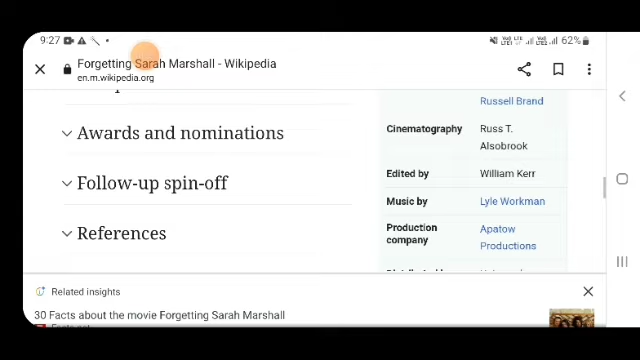 9:27
62%
Forgetting Sarah Marshall - Wikipedia
en.m.wikipedia.org
Russell Brand
Awards and nominations
Cinematography
Russ T.
Alsobrook
Edited by
William Kerr
Follow-up spin-off
Music by
Lyle Workman
References
Production
company
Apatow
Productions
Related insights
30 Facts about the movie Forgetting Sarah Marshall